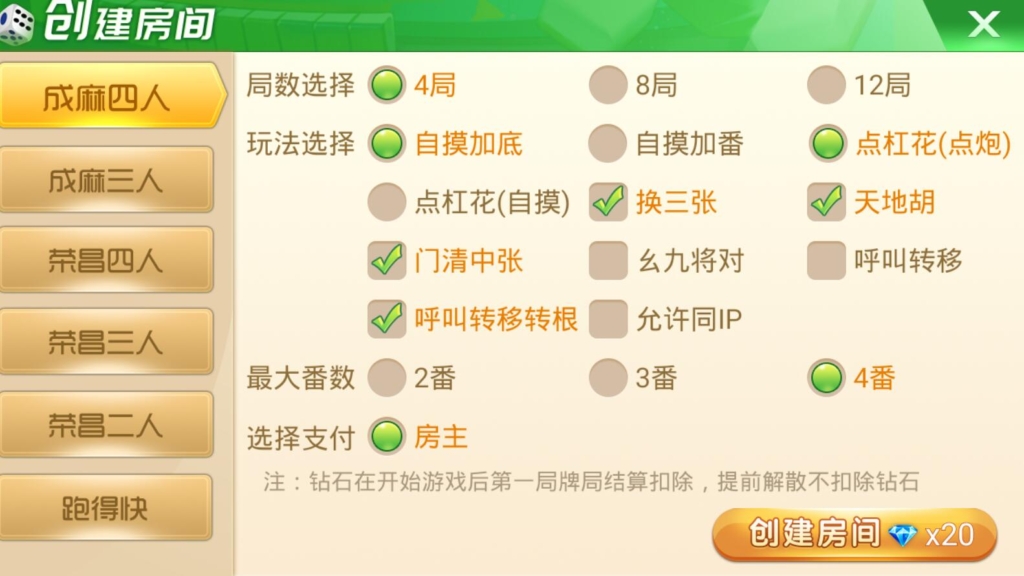 创建房间
成麻四人
成麻三人
荣昌四人
荣昌三人
荣昌二人
跑得快
局数选择 4局 8局 12局
玩法选择 自摸加底 自摸加番 点杠花(点炮)
点杠花(自摸) 换三张 天地胡
门清中张 幺九将对 呼叫转移
呼叫转移转根 允许同IP
最大番数 2番 3番 4番
选择支付 房主
注：钻石在开始游戏后第一局牌局结算扣除，提前解散不扣除钻石
创建房间 x20